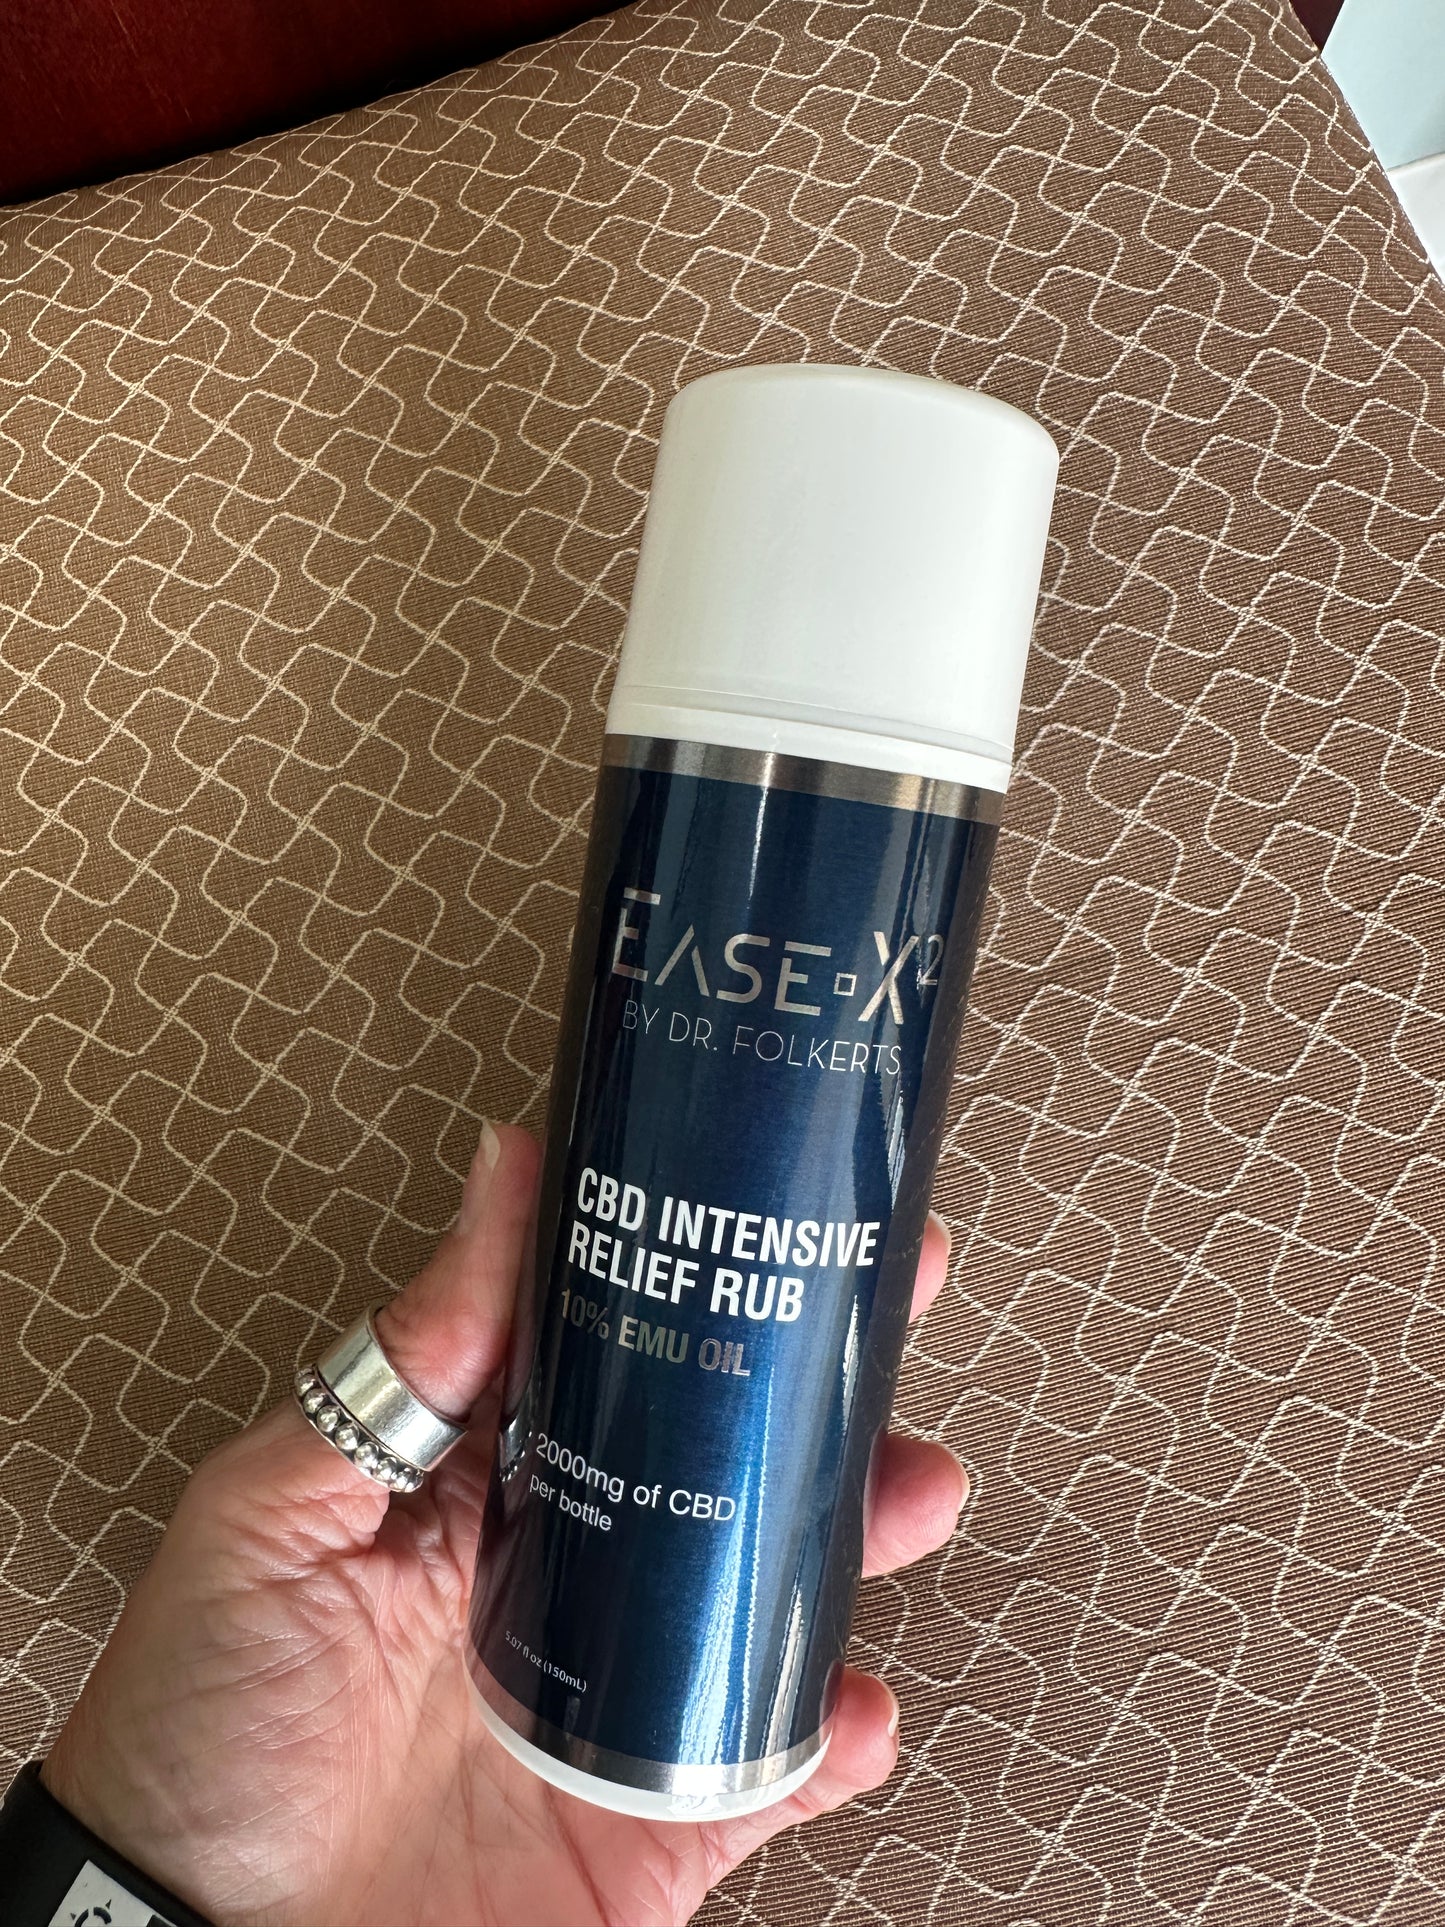 EASE-X²
BY DR. FOLKERTS
CBD INTENSIVE
RELIEF RUB
10% EMU OIL
2000mg of CBD
per bottle
5.07 fl oz (150mL)